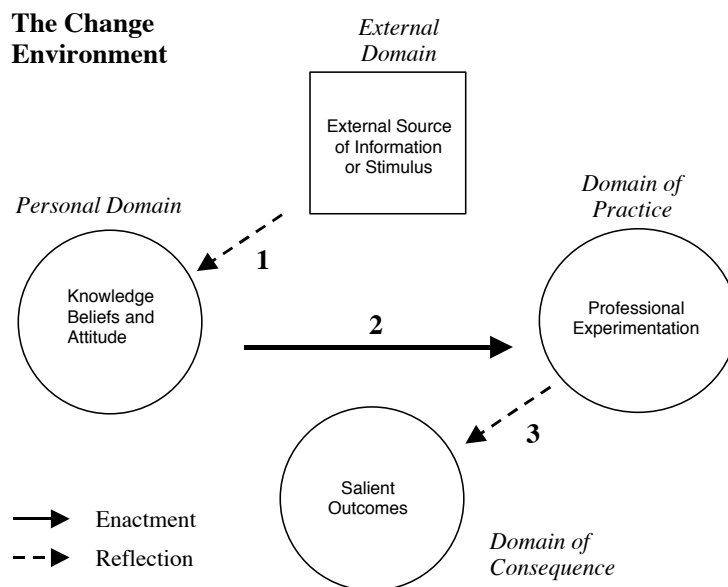 The Change
Environment
External
Domain
External Source
of Information
or Stimulus
Personal Domain
Domain of
Practice
1
Knowledge
Beliefs and
Attitude
Professional
Experimentation
2
3
Salient
Outcomes
Enactment
Reflection
Domain of
Consequence